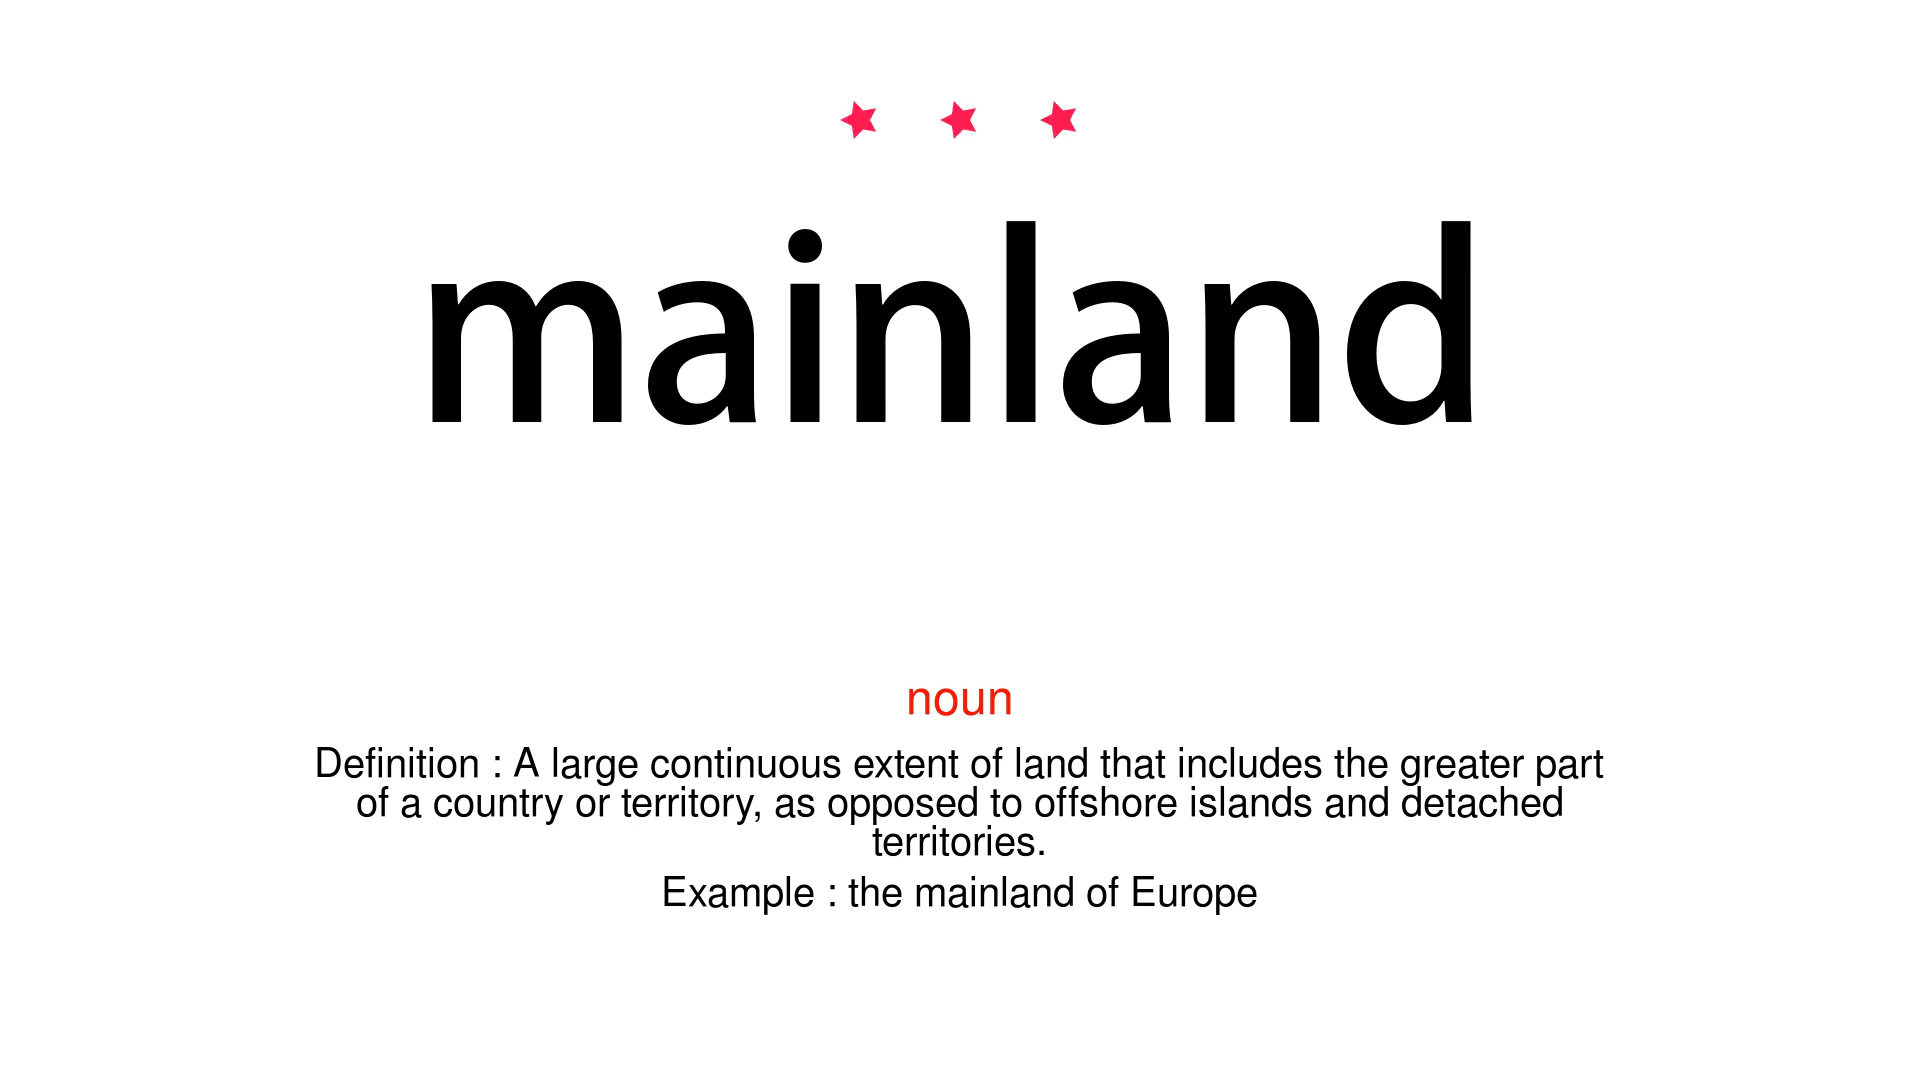 mainland
noun
Definition : A large continuous extent of land that includes the greater part
of a country or territory, as opposed to offshore islands and detached
territories.
Example : the mainland of Europe